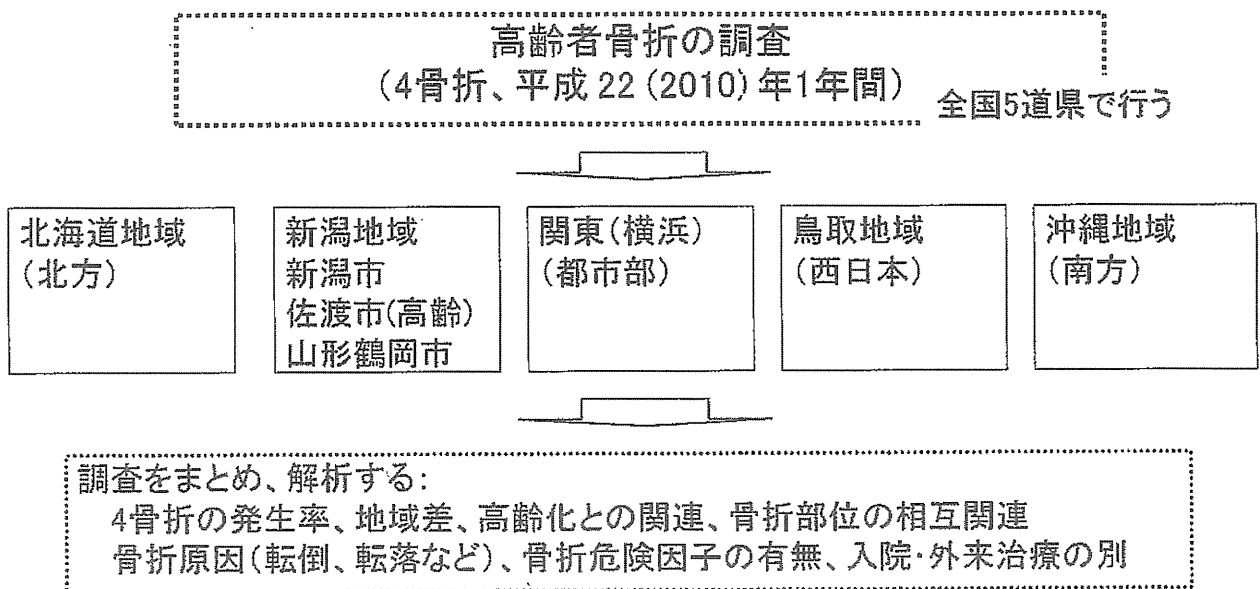 高齢者骨折の調査
(4骨折、平成 22 (2010) 年1年間)
全国5道県で行う
北海道地域
(北方)
新潟地域
新潟市
佐渡市(高齢)
山形鶴岡市
関東(横浜)
(都市部)
鳥取地域
(西日本)
沖縄地域
(南方)
調査をまとめ、解析する:
4骨折の発生率、地域差、高齢化との関連、骨折部位の相互関連
骨折原因(転倒、転落など)、骨折危険因子の有無、入院・外来治療の別